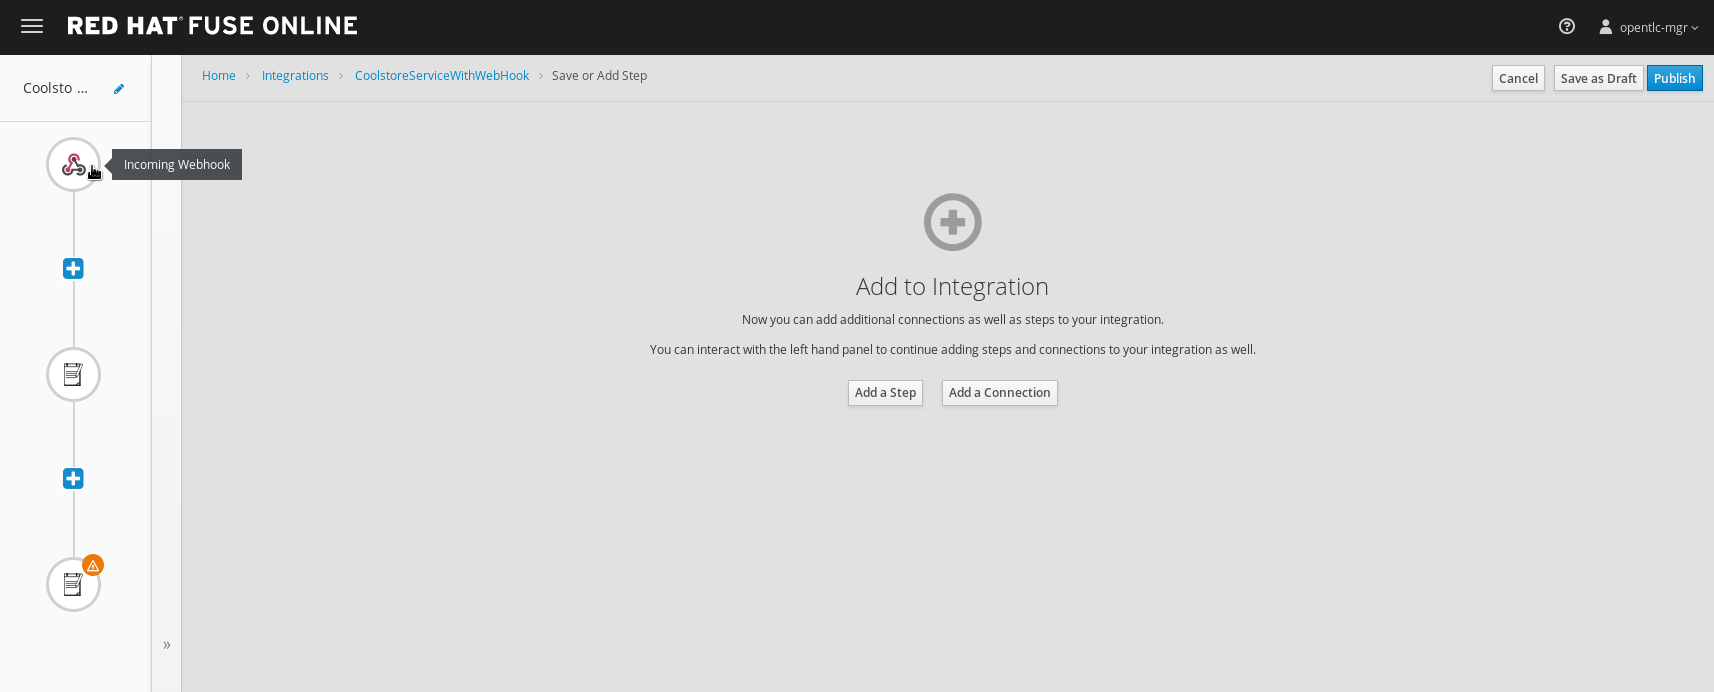 RED HAT® FUSE ONLINE
opentlc-mgr
Coolsto ...
Home › Integrations › CoolstoreServiceWithWebHook › Save or Add Step
Cancel
Save as Draft
Publish
Incoming Webhook
Add to Integration
Now you can add additional connections as well as steps to your integration.
You can interact with the left hand panel to continue adding steps and connections to your integration as well.
Add a Step
Add a Connection
»